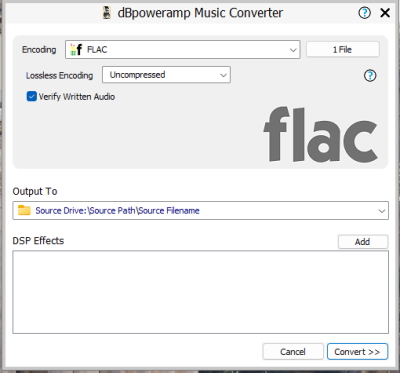 dBpoweramp Music Converter
Encoding FLAC 1 File
Lossless Encoding Uncompressed
Verify Written Audio
flac
Output To
Source Drive:\Source Path\Source Filename
DSP Effects Add
Cancel Convert >>